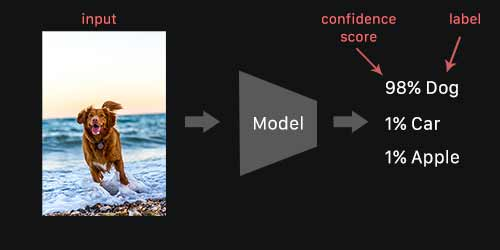 input
confidence
score
label
98% Dog
Model
1% Car
1% Apple